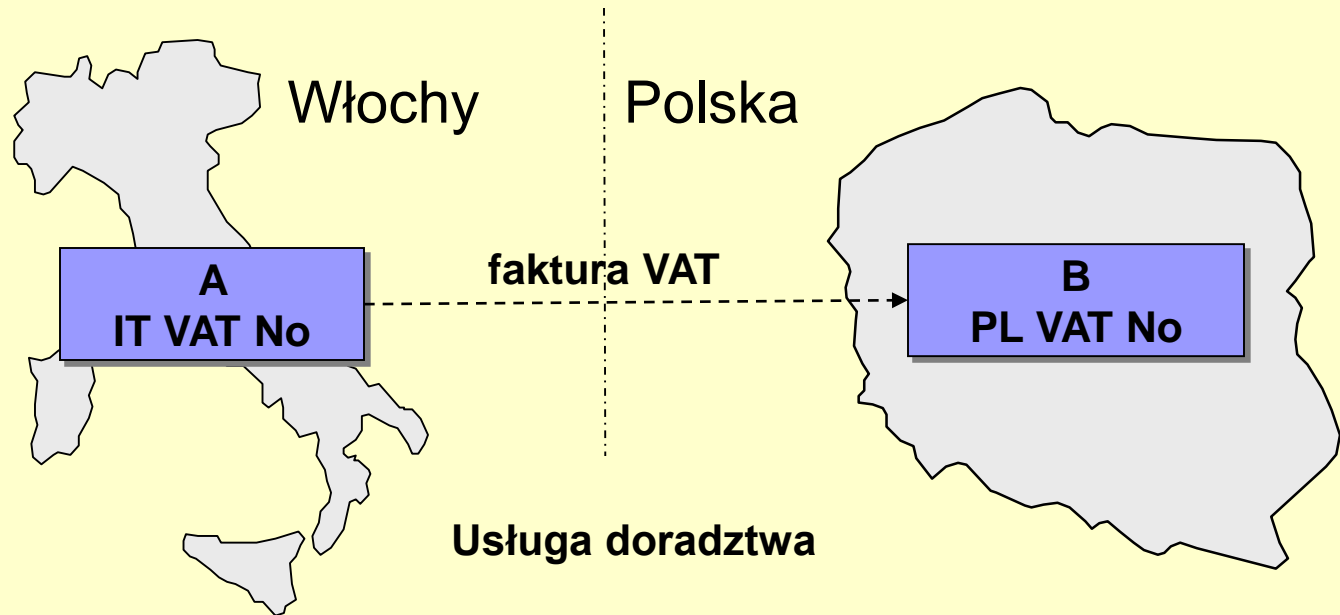 Włochy
Polska
A
IT VAT No
faktura VAT
B
PL VAT No
Usługa doradztwa